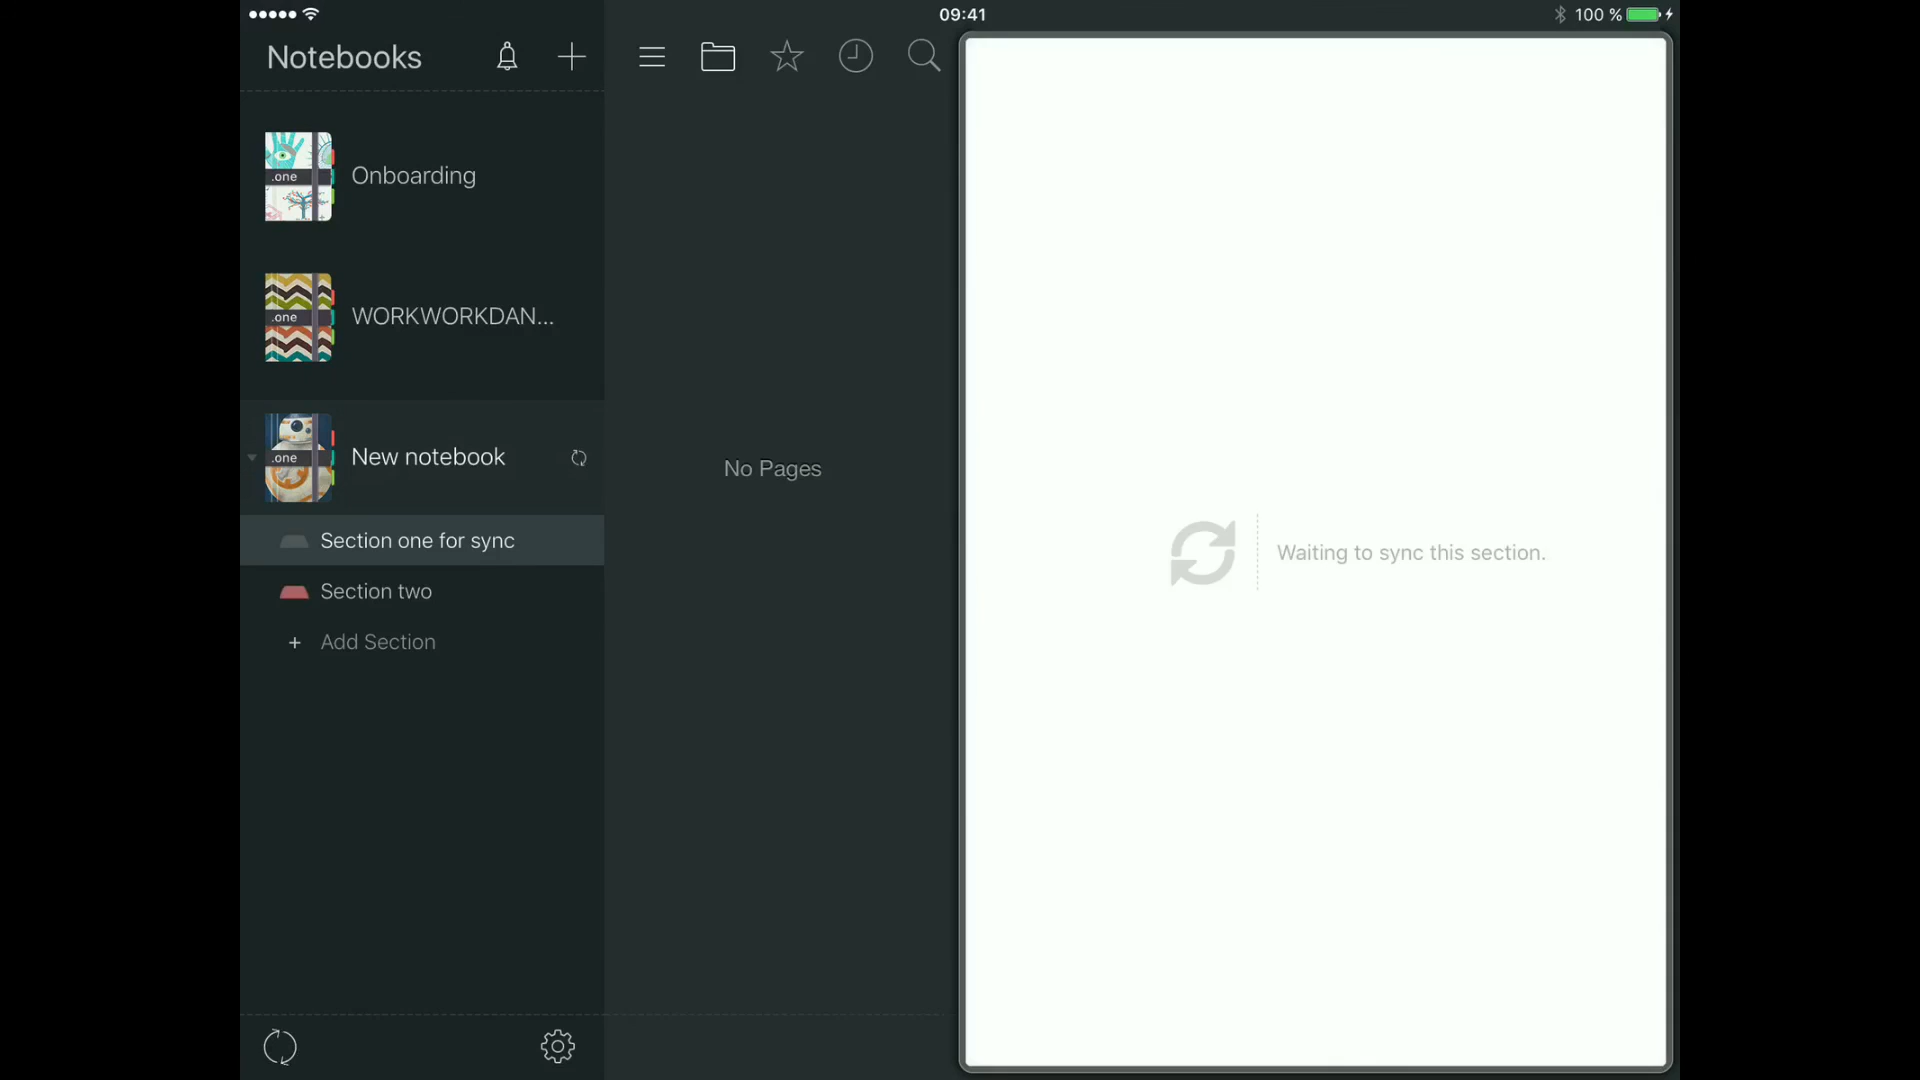 09:41
100 %
Notebooks
.one
Onboarding
.one
WORKWORKDAN...
.one
New notebook
Section one for sync
Section two
+ Add Section
No Pages
Waiting to sync this section.